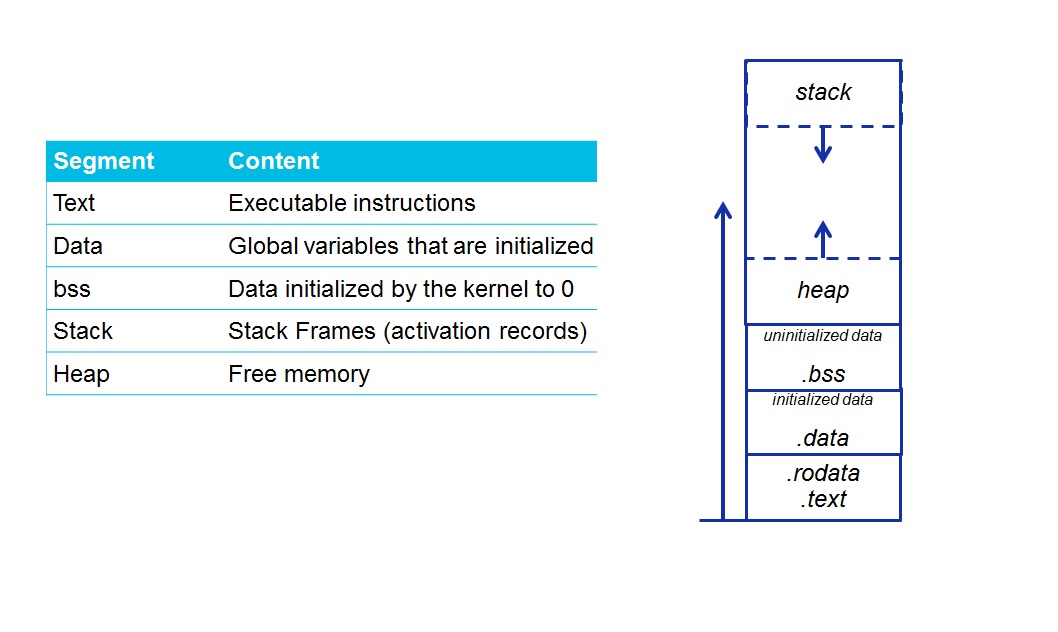 Segment Content
Text Executable instructions
Data Global variables that are initialized
bss Data initialized by the kernel to 0
Stack Stack Frames (activation records)
Heap Free memory
stack
heap
uninitialized data
.bss
initialized data
.data
.rodata
.text